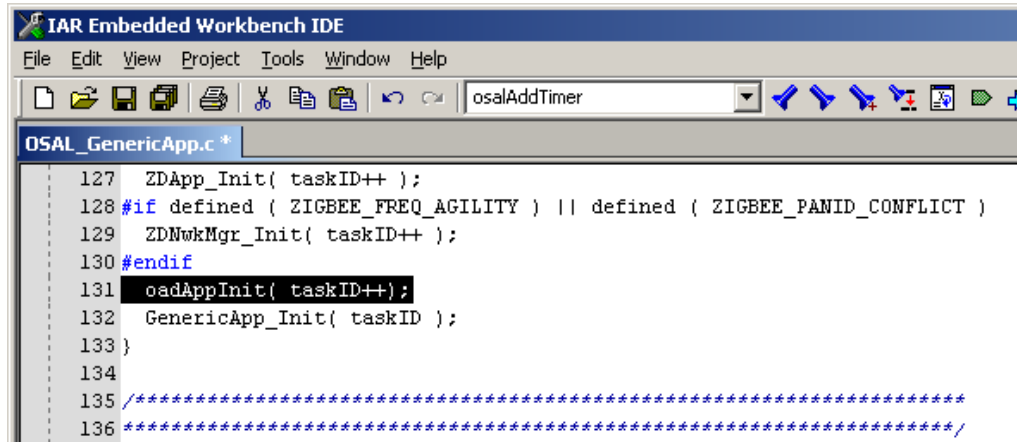 IAR Embedded Workbench IDE
File Edit View Project Tools Window Help
osalAddTimer
OSAL_GenericApp.c *
127 ZDApp_Init( taskID++ );
128 #if defined ( ZIGBEE_FREQ_AGILITY ) || defined ( ZIGBEE_PANID_CONFLICT )
129 ZDNwkMgr_Init( taskID++ );
130 #endif
131 oadAppInit( taskID++);
132 GenericApp_Init( taskID );
133 }
134
135 /*********************************************************************
136 *********************************************************************/